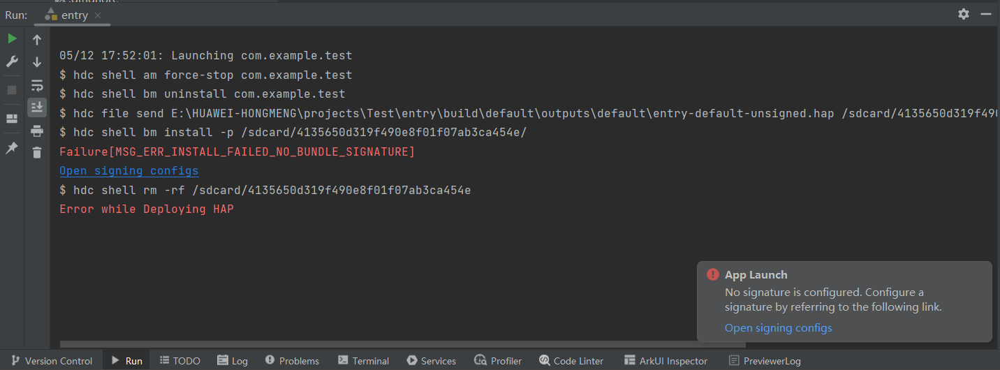 Run:
entry
05/12 17:52:01: Launching com.example.test
$ hdc shell am force-stop com.example.test
$ hdc shell bm uninstall com.example.test
$ hdc file send E:\HUAWEI-HONGMENG\projects\Test\entry\build\default\outputs\default\entry-default-unsigned.hap /sdcard/4135650d319f490
$ hdc shell bm install -p /sdcard/4135650d319f490e8f01f07ab3ca454e/
Failure[MSG_ERR_INSTALL_FAILED_NO_BUNDLE_SIGNATURE]
Open signing configs
$ hdc shell rm -rf /sdcard/4135650d319f490e8f01f07ab3ca454e
Error while Deploying HAP
App Launch
No signature is configured. Configure a
signature by referring to the following link.
Open signing configs
Version Control Run TODO Log Problems Terminal Services Profiler Code Linter ArkUI Inspector PreviewerLog